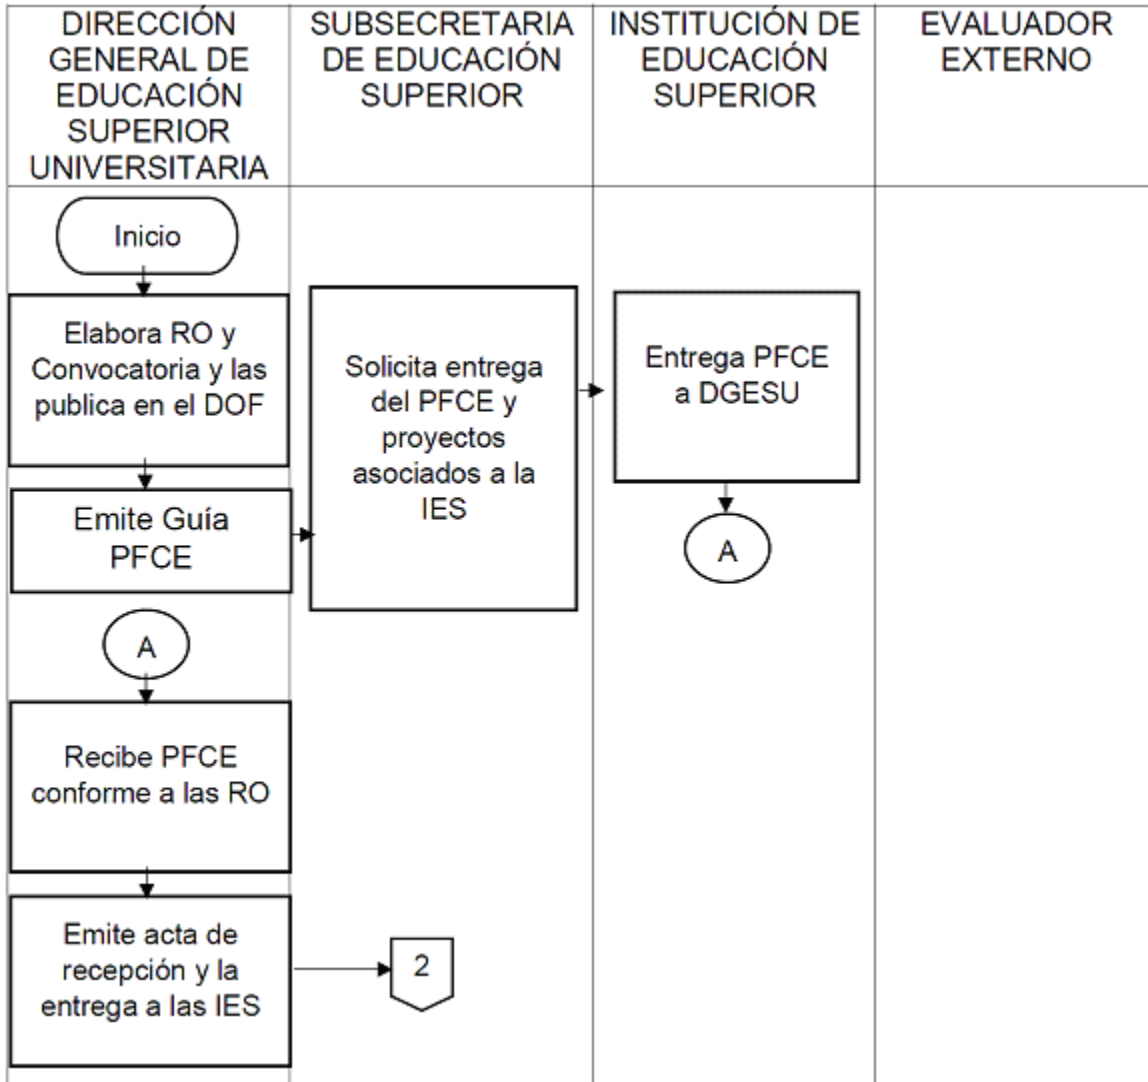 DIRECCIÓN
GENERAL DE
EDUCACIÓN
SUPERIOR
UNIVERSITARIA
SUBSECRETARIA
DE EDUCACIÓN
SUPERIOR
INSTITUCIÓN DE
EDUCACIÓN
SUPERIOR
EVALUADOR
EXTERNO
Inicio
Elabora RO y
Convocatoria y las
publica en el DOF
Emite Guía
PFCE
Solicita entrega
del PFCE y
proyectos
asociados a la
IES
Entrega PFCE
a DGESU
A
A
Recibe PFCE
conforme a las RO
Emite acta de
recepción y la
entrega a las IES
2